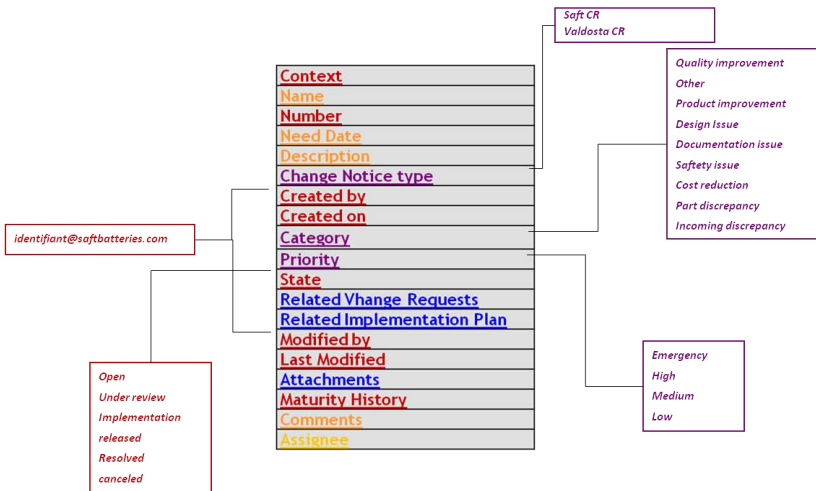 Saft CR
Valdosta CR
Context
Name
Number
Need Date
Description
Change Notice type
Created by
Created on
Category
Priority
State
Related Vhange Requests
Related Implementation Plan
Modified by
Last Modified
Attachments
Maturity History
Comments
Assignee
Quality improvement
Other
Product improvement
Design Issue
Documentation issue
Saftety issue
Cost reduction
Part discrepancy
Incoming discrepancy
identifiant@saftbatteries.com
Open
Under review
Implementation
released
Resolved
canceled
Emergency
High
Medium
Low